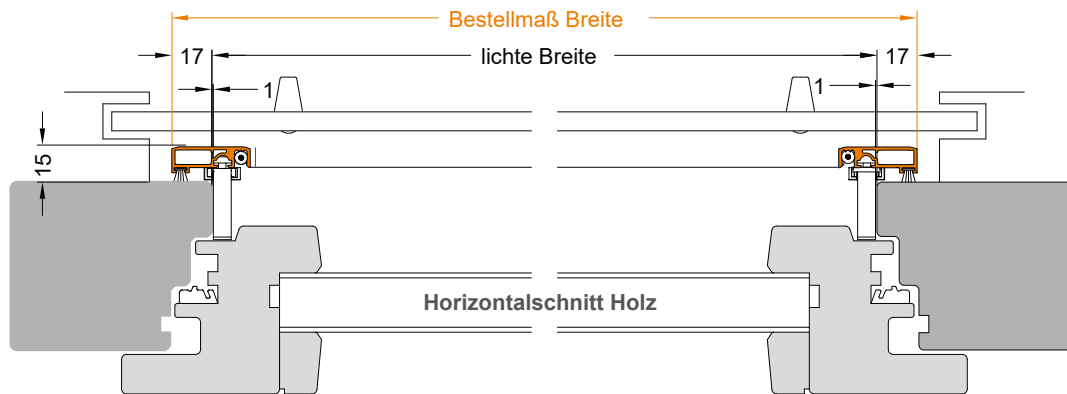 Bestellmaß Breite
17 lichte Breite 17
1 1
15
Horizontalschnitt Holz